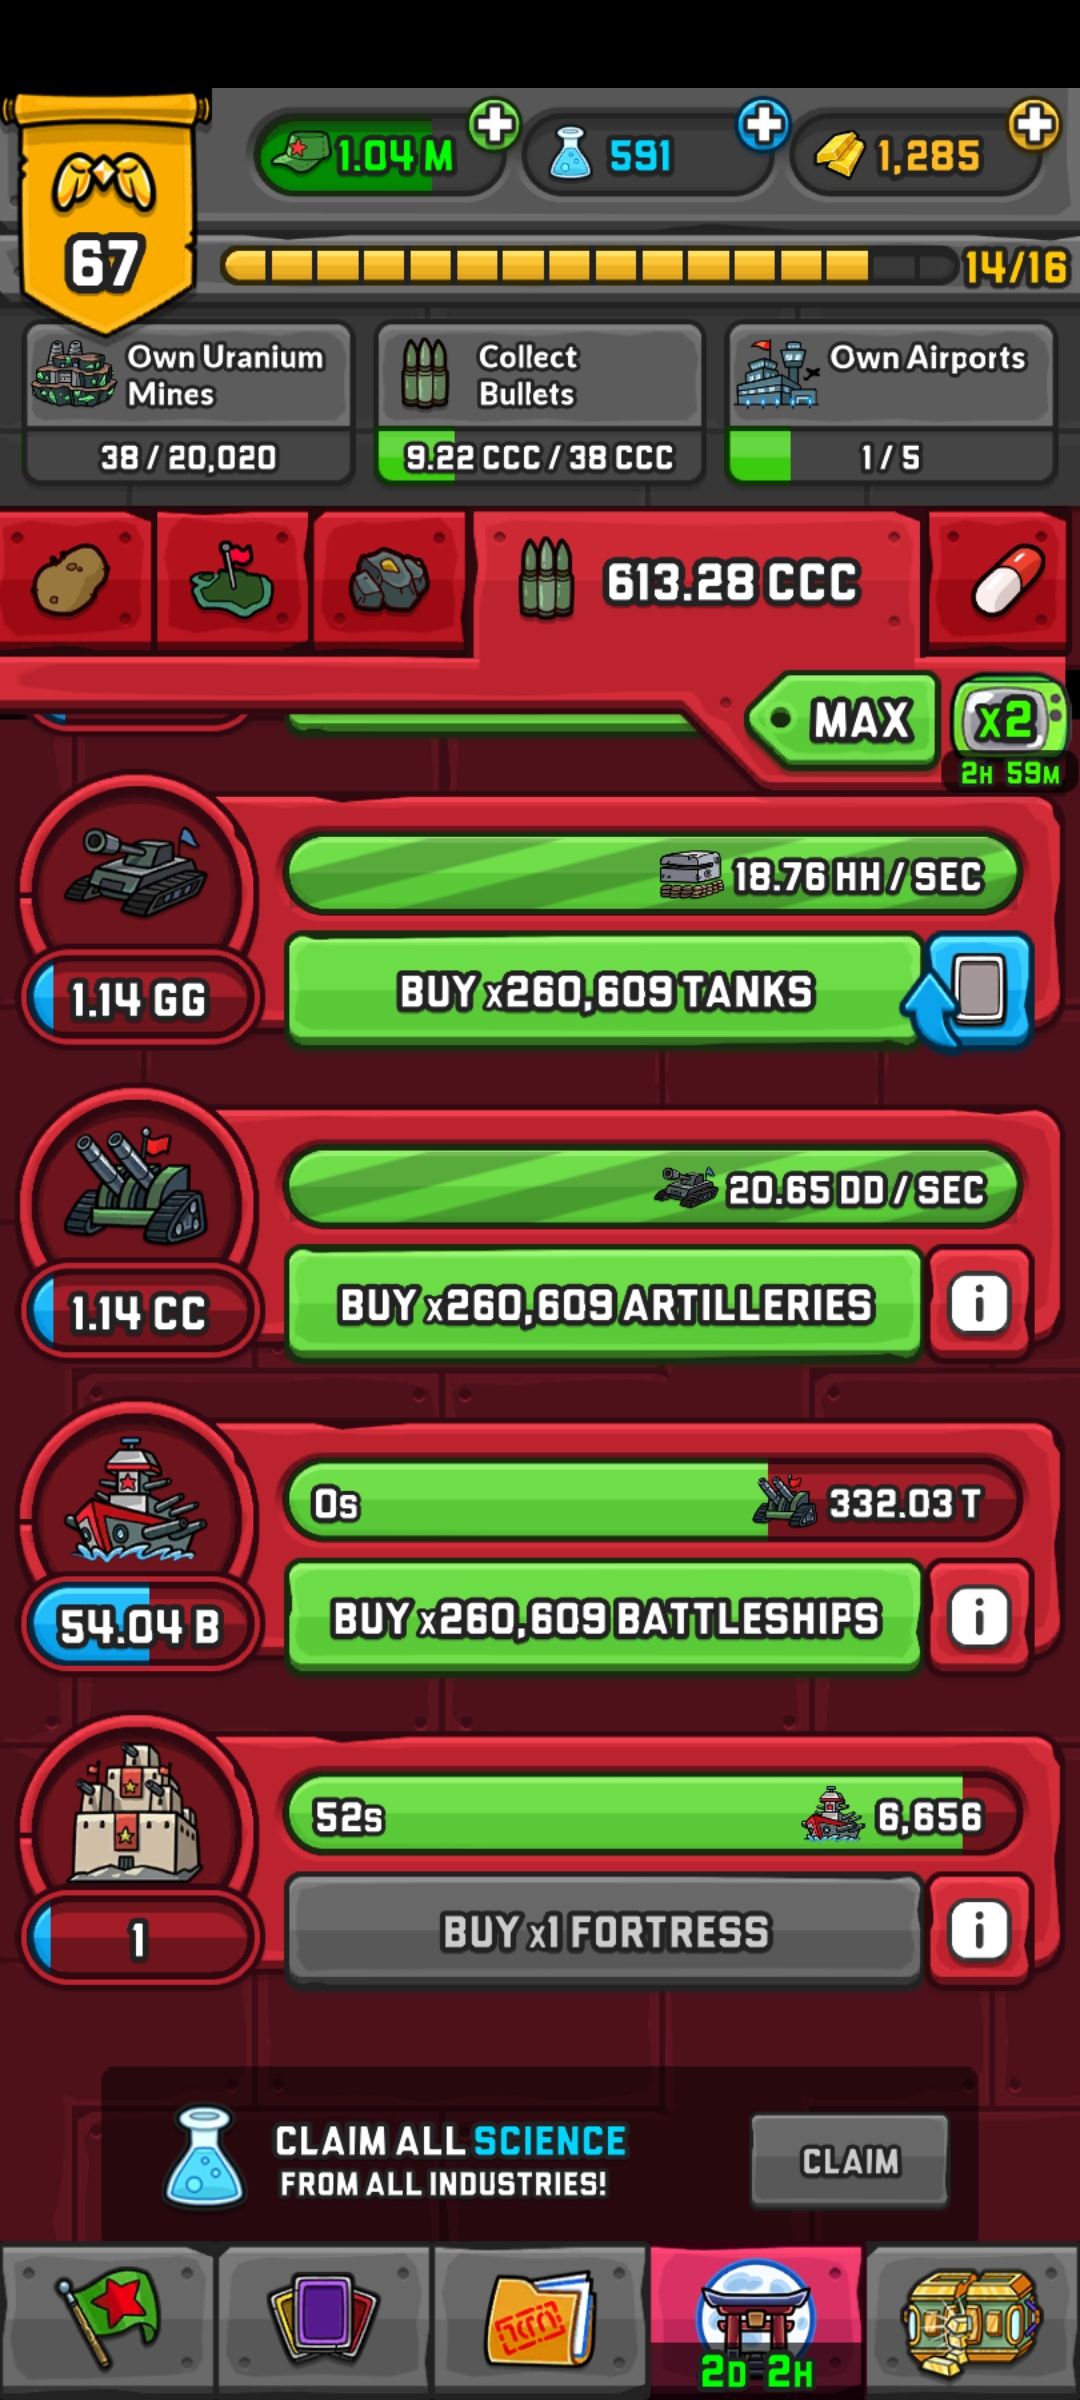 1.04 M
591
1,285
67
14/16
Own Uranium
Mines
38 / 20,020
Collect
Bullets
9.22 CCC / 38 CCC
Own Airports
1 / 5
613.28 CCC
MAX
x2
2H 59M
18.76 HH / SEC
1.14 GG
BUY x260,609 TANKS
20.65 DD / SEC
1.14 CC
BUY x260,609 ARTILLERIES
i
0s
332.03 T
54.04 B
BUY x260,609 BATTLESHIPS
i
52s
6,656
1
BUY x1 FORTRESS
i
CLAIM ALL SCIENCE
FROM ALL INDUSTRIES!
CLAIM
2D 2H